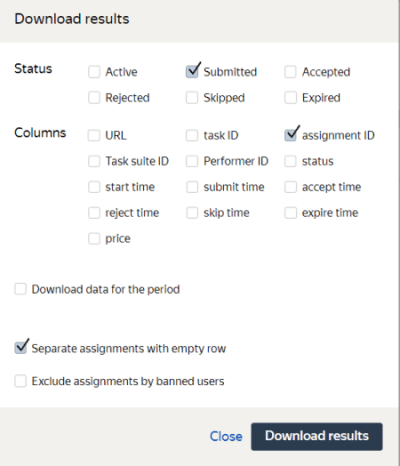 Download results
Status Active Submitted Accepted
Rejected Skipped Expired
Columns URL task ID assignment ID
Task suite ID Performer ID status
start time submit time accept time
reject time skip time expire time
price
Download data for the period
Separate assignments with empty row
Exclude assignments by banned users
Close Download results